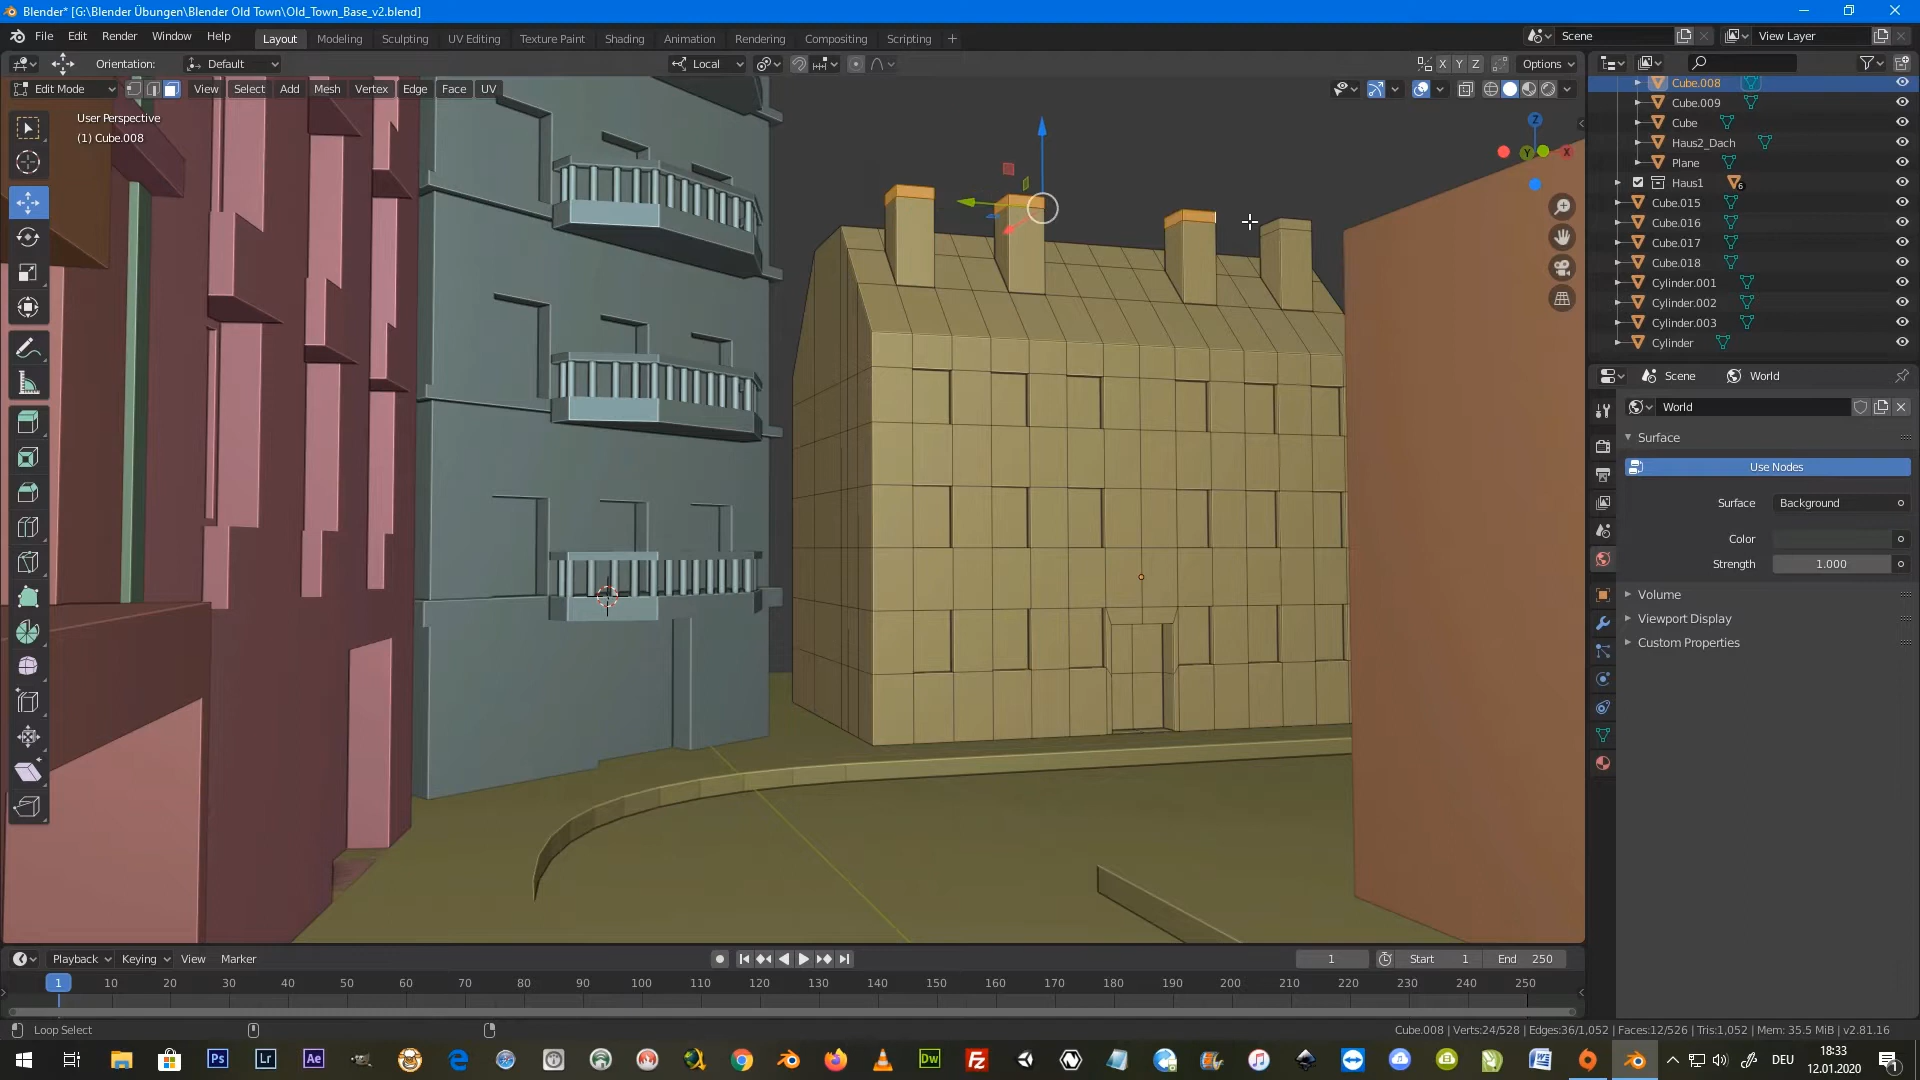 Blender* [G:\Blender Übungen\Blender Old Town\Old_Town_Base_v2.blend]
File Edit Render Window Help Layout Modeling Sculpting UV Editing Texture Paint Shading Animation Rendering Compositing Scripting + Scene View Layer
Orientation: Default Local X Y Z Options
Edit Mode View Select Add Mesh Vertex Edge Face UV
User Perspective
(1) Cube.008
Z
Y
X
Cube.008
Cube.009
Cube
Haus2_Dach
Plane
Haus1 6
Cube.015
Cube.016
Cube.017
Cube.018
Cylinder.001
Cylinder.002
Cylinder.003
Cylinder
Scene World
World
Surface
Use Nodes
Surface Background
Color
Strength 1.000
Volume
Viewport Display
Custom Properties
Playback Keying View Marker 1 Start 1 End 250
1 10 20 30 40 50 60 70 80 90 100 110 120 130 140 150 160 170 180 190 200 210 220 230 240 250
Loop Select
Cube.008 | Verts:24/528 | Edges:36/1,052 | Faces:12/526 | Tris:1,052 | Mem: 35.5 MiB | v2.81.16
Ps Lr Ae Dw Fz DEU
18:33
12.01.2020
1